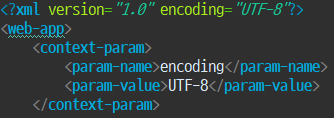 <?xml version="1.0" encoding="UTF-8"?>
<web-app>
<context-param>
<param-name>encoding</param-name>
<param-value>UTF-8</param-value>
</context-param>